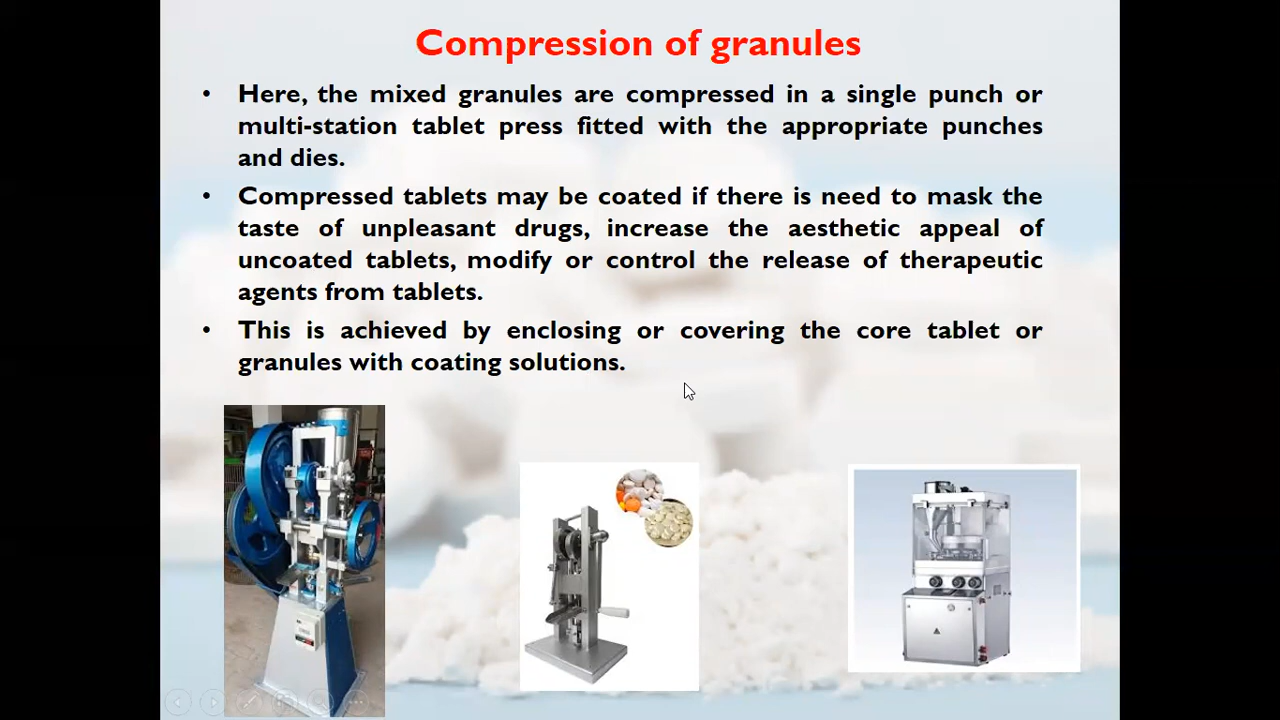 Compression of granules
• Here, the mixed granules are compressed in a single punch or
multi-station tablet press fitted with the appropriate punches
and dies.
• Compressed tablets may be coated if there is need to mask the
taste of unpleasant drugs, increase the aesthetic appeal of
uncoated tablets, modify or control the release of therapeutic
agents from tablets.
• This is achieved by enclosing or covering the core tablet or
granules with coating solutions.